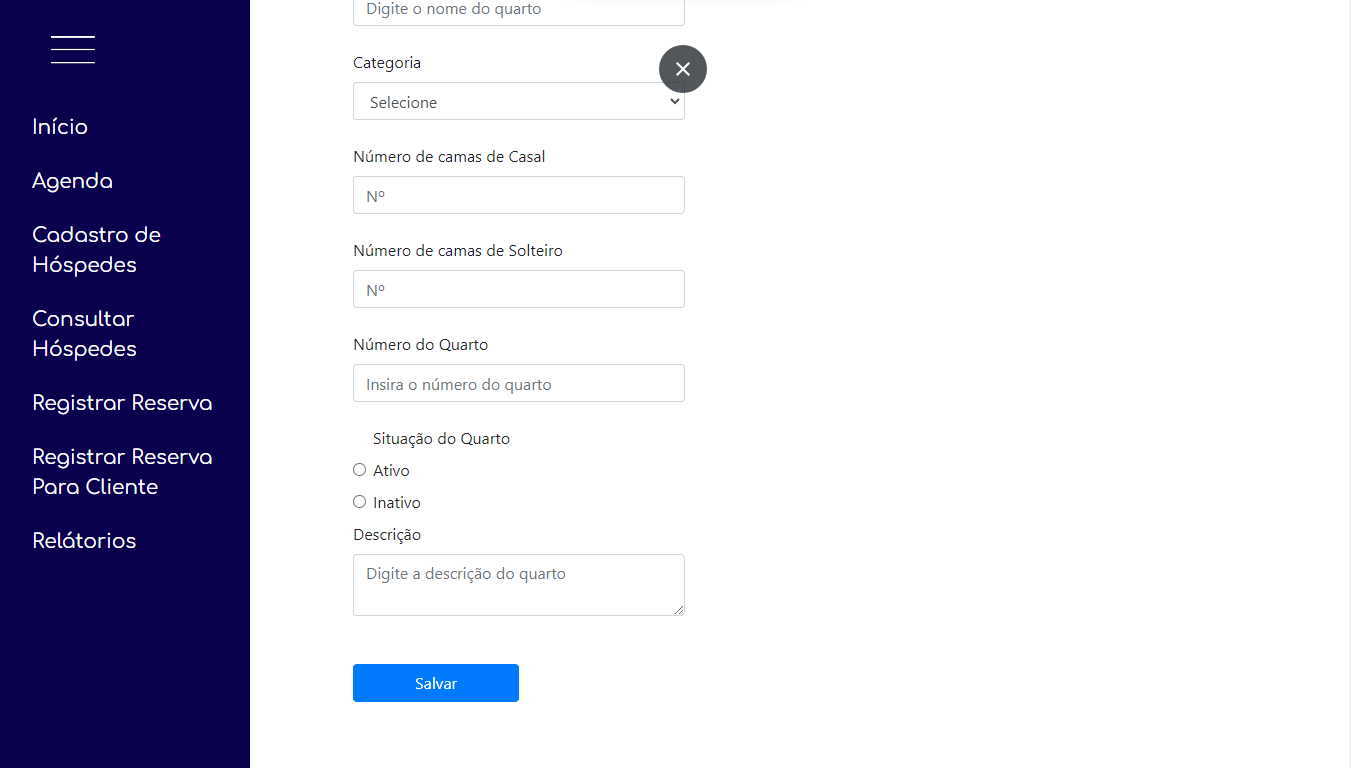 Início
Agenda
Cadastro de
Hóspedes
Consultar
Hóspedes
Registrar Reserva
Registrar Reserva
Para Cliente
Relátorios
Digite o nome do quarto
Categoria
Selecione
Número de camas de Casal
Nº
Número de camas de Solteiro
Nº
Número do Quarto
Insira o número do quarto
Situação do Quarto
Ativo
Inativo
Descrição
Digite a descrição do quarto
Salvar